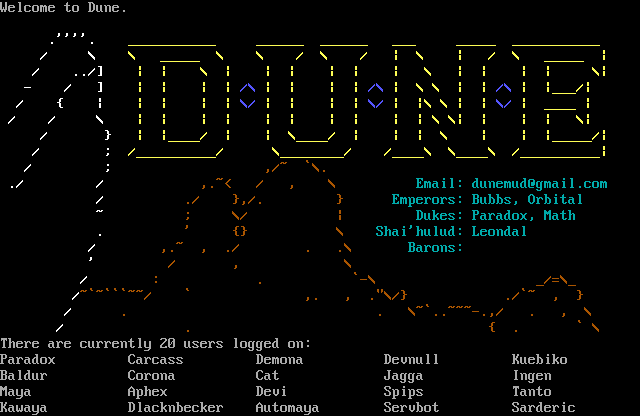 Welcome to Dune.
DUNE
Email: dunemud@gmail.com
Emperors: Bubbs, Orbital
Dukes: Paradox, Math
Shai'hulud: Leondal
Barons:
There are currently 20 users logged on:
Paradox Carcass Demona Devnull Kuebiko
Baldur Corona Cat Jagga Ingen
Maya Aphex Devi Spips Tanto
Kawaya Dlacknbecker Automaya Servbot Sarderic